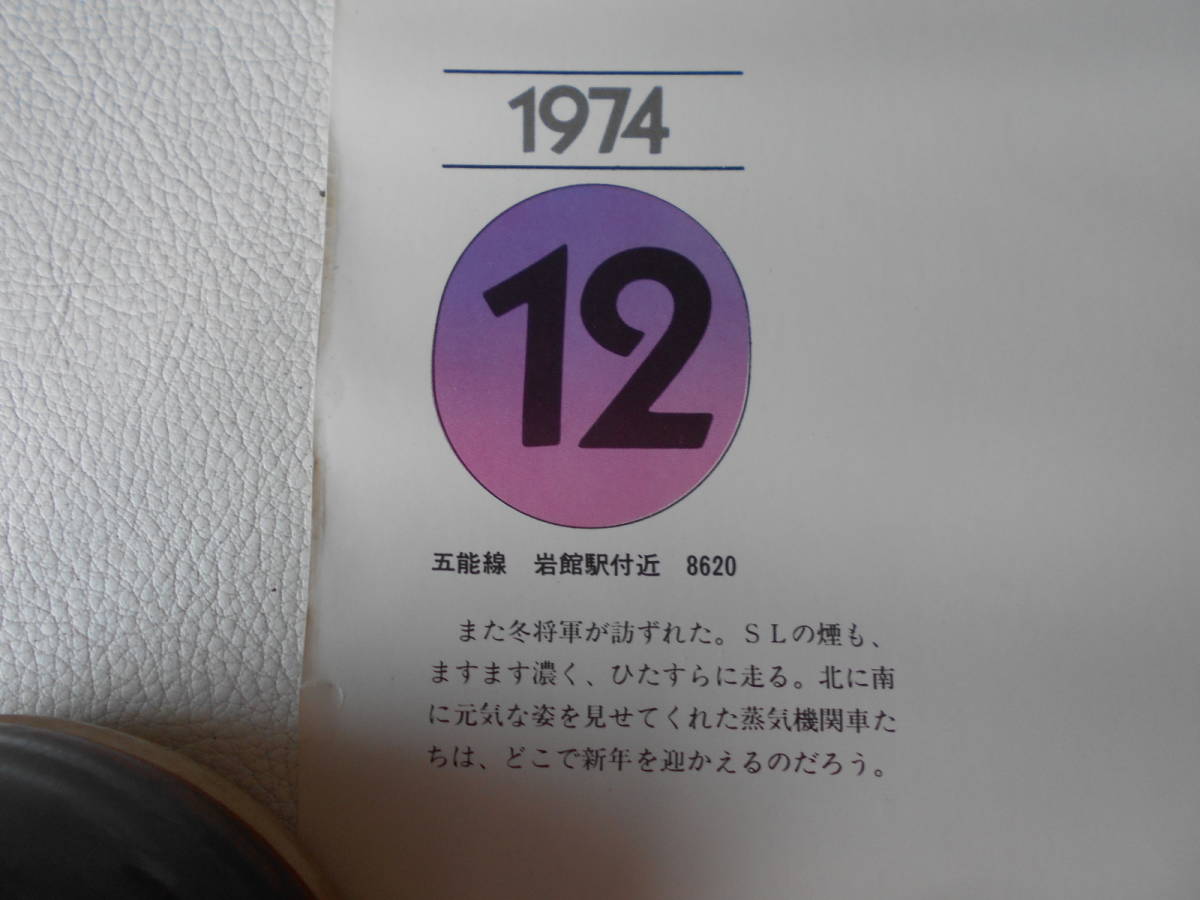 1974
12
五能線　岩館駅付近　8620
また冬将軍が訪ずれた。ＳＬの煙も、
ますます濃く、ひたすらに走る。北に南
に元気な姿を見せてくれた蒸気機関車た
ちは、どこで新年を迎かえるのだろう。